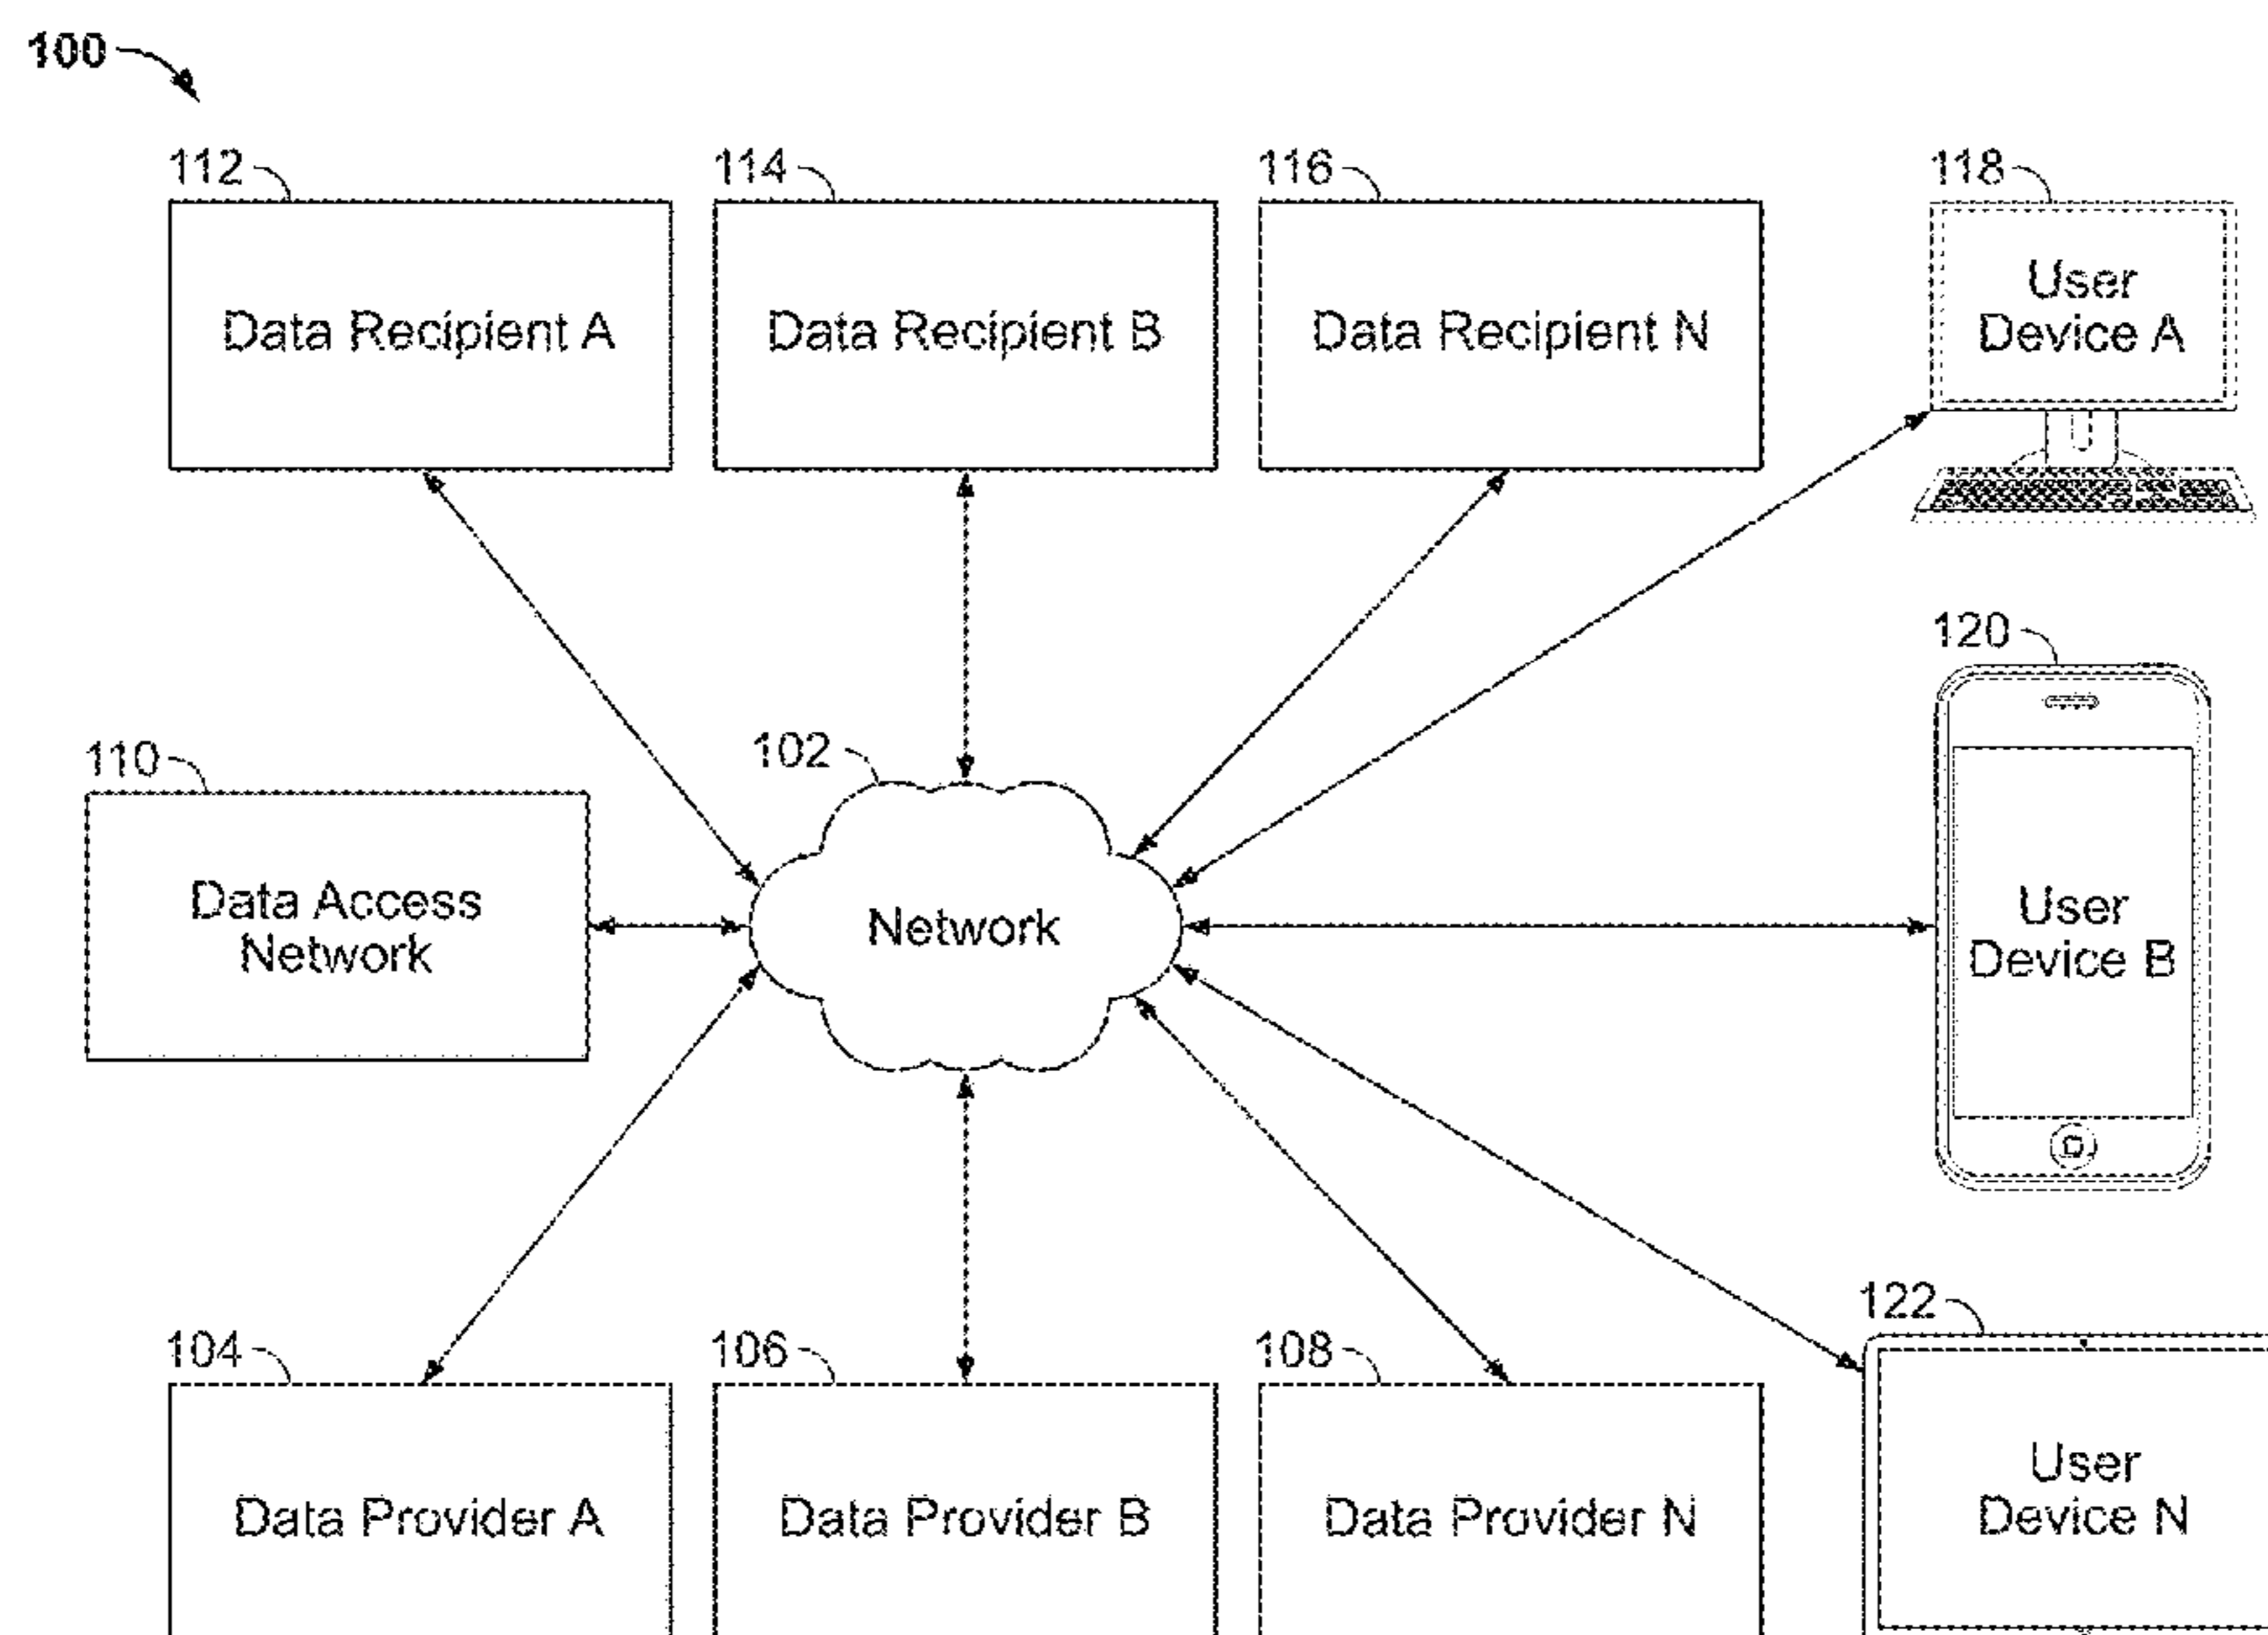 100
112
114
116
118
Data Recipient A
Data Recipient B
Data Recipient N
User
Device A
120
110
102
Data Access
Network
Network
User
Device B
122
104
106
108
Data Provider A
Data Provider B
Data Provider N
User
Device N